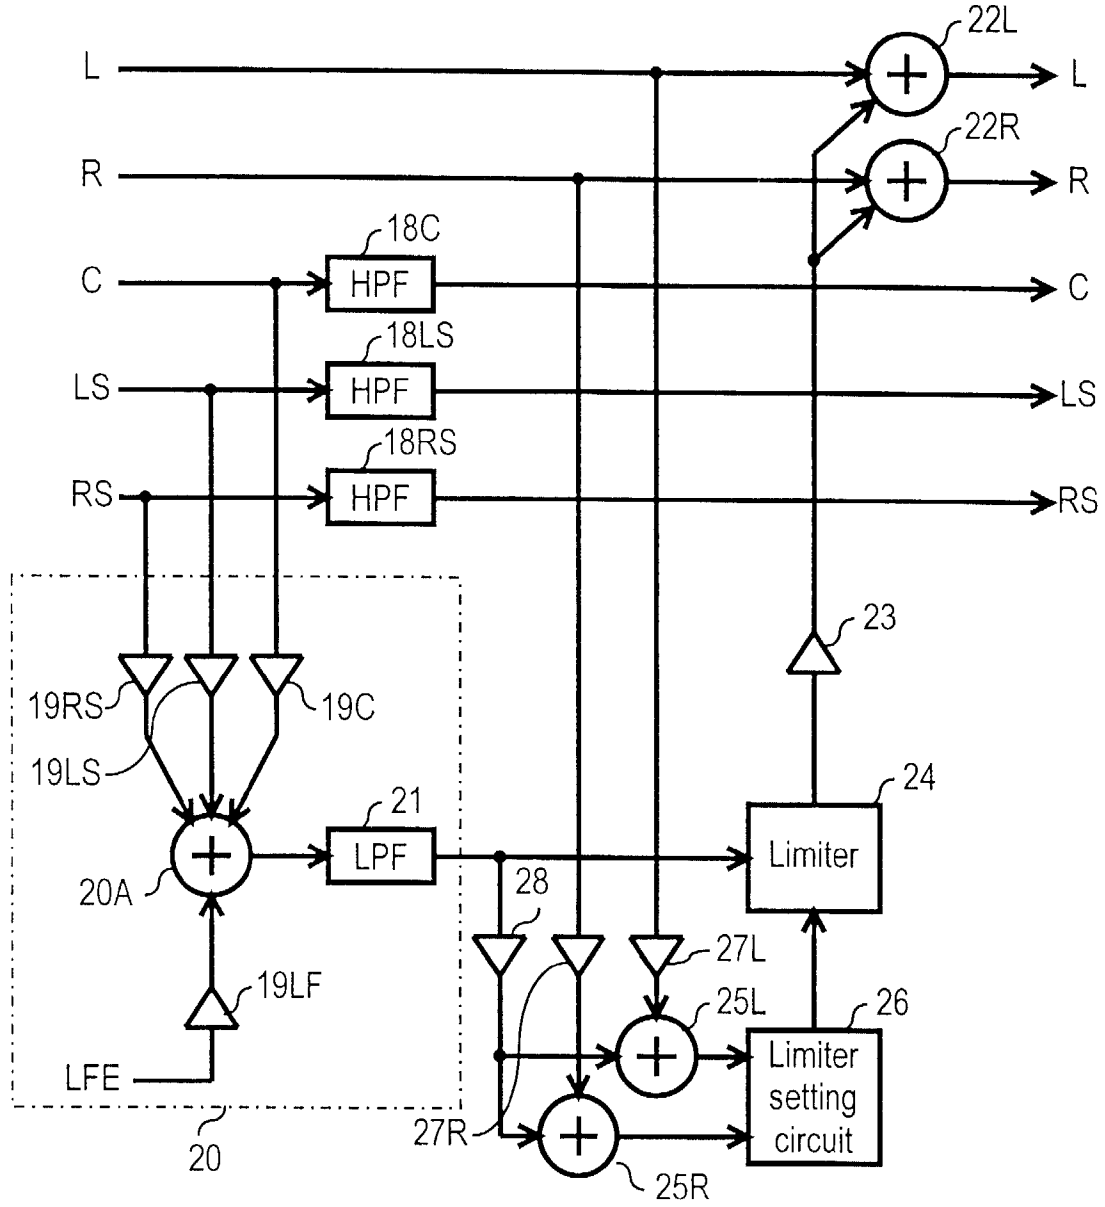 22L
L
L
22R
R
R
18C
C
HPF
C
18LS
LS
HPF
LS
18RS
RS
HPF
RS
23
19RS
19C
19LS
24
21
LPF
Limiter
20A
28
27L
19LF
25L
26
LFE
Limiter
setting
circuit
27R
20
25R